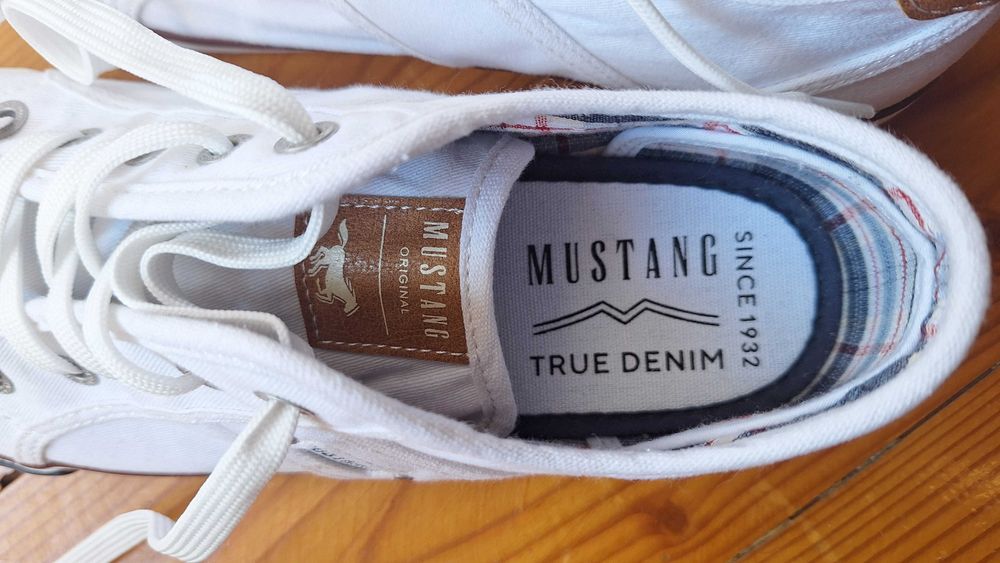 MUSTANG
ORIGINAL
MUSTANG
TRUE DENIM
SINCE 1932